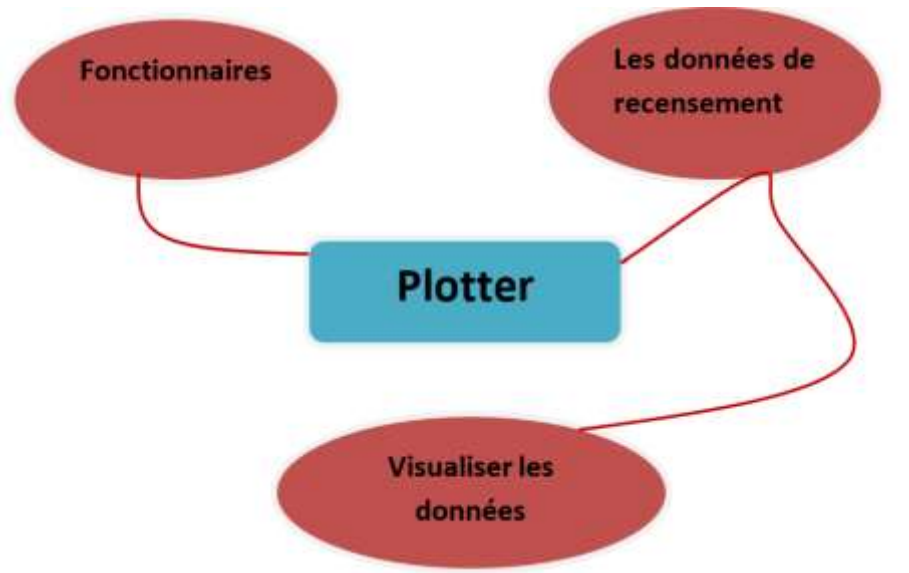 Fonctionnaires
Les données de
recensement
Plotter
Visualiser les
données